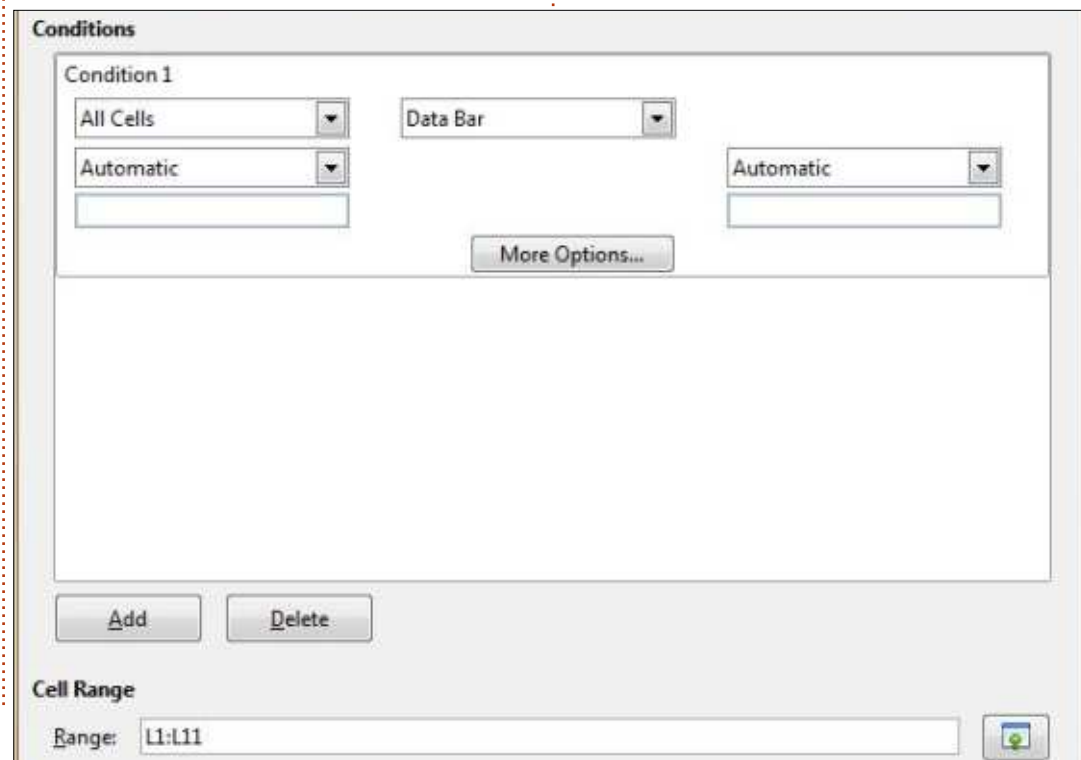 Conditions
Condition 1
All Cells Data Bar
Automatic Automatic
More Options...
Add Delete
Cell Range
Range: L1:L11